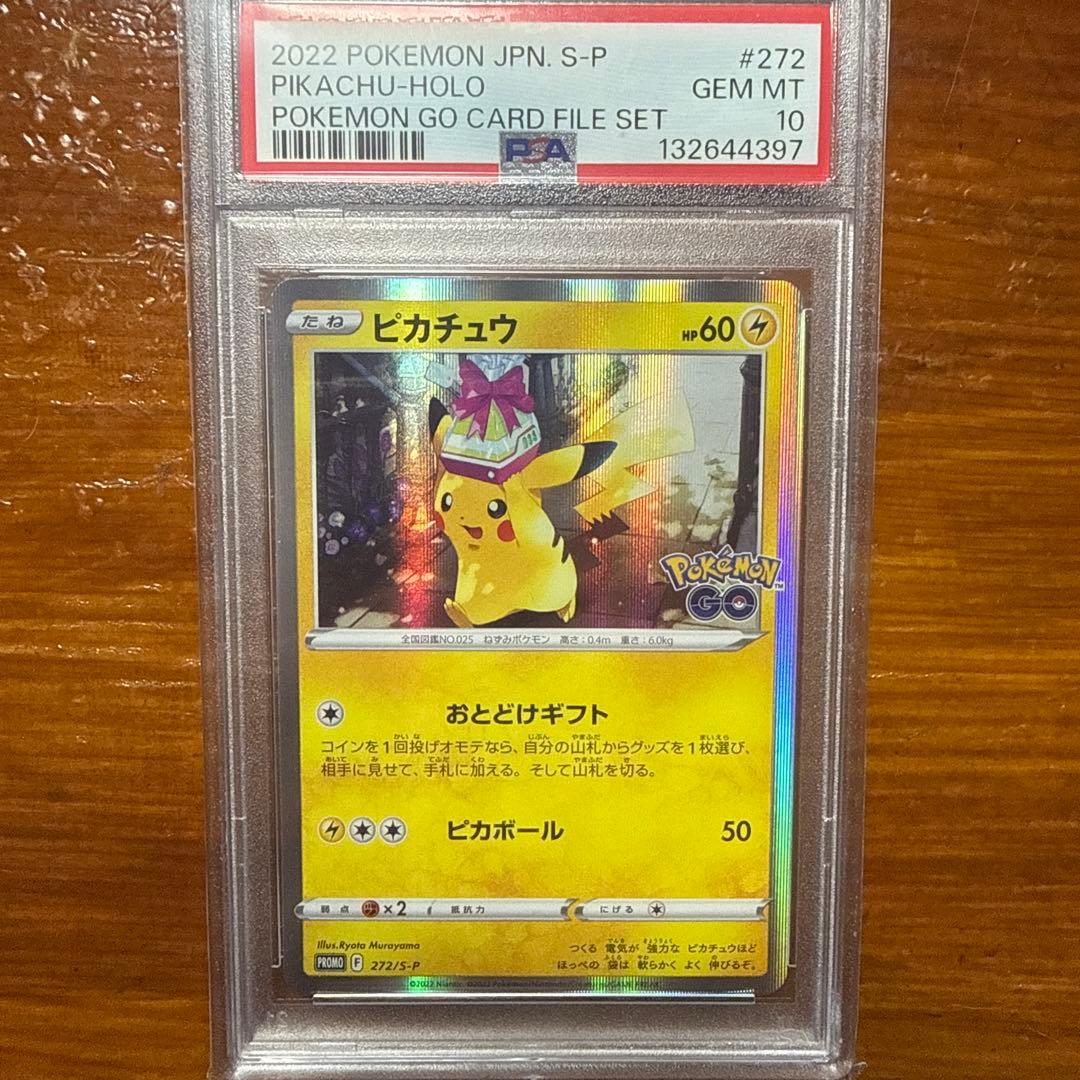 2022 POKEMON JPN. S-P #272
PIKACHU-HOLO GEM MT
POKEMON GO CARD FILE SET 10
PSA 132644397
たね ピカチュウ HP60
POKéMON™
GO
全国図鑑NO.025 ねずみポケモン 高さ:0.4m 重さ:6.0kg
おとどけギフト
コインを1回投げオモテなら、自分の山札からグッズを1枚選び、
相手に見せて、手札に加える。そして山札を切る。
ピカボール 50
弱点 ×2 抵抗力 にげる
Illus.Ryota Murayama
つくる 電気が 強力な ピカチュウほど
ほっぺの 袋は 軟らかく よく 伸びるぞ。
PROMO F 272/S-P
©2022 Niantic. ©2022 Pokémon/Nintendo/Creatures/GAME FREAK.